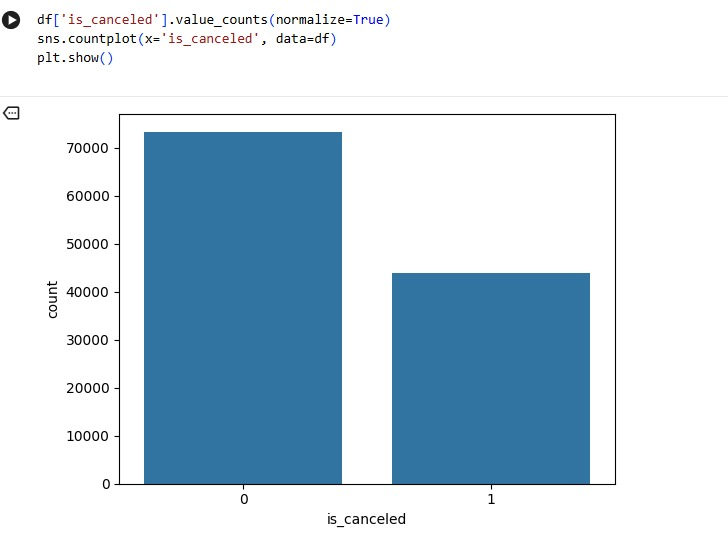 df['is_canceled'].value_counts(normalize=True)
sns.countplot(x='is_canceled', data=df)
plt.show()
70000
60000
50000
40000
30000
20000
10000
0
count
0 1
is_canceled